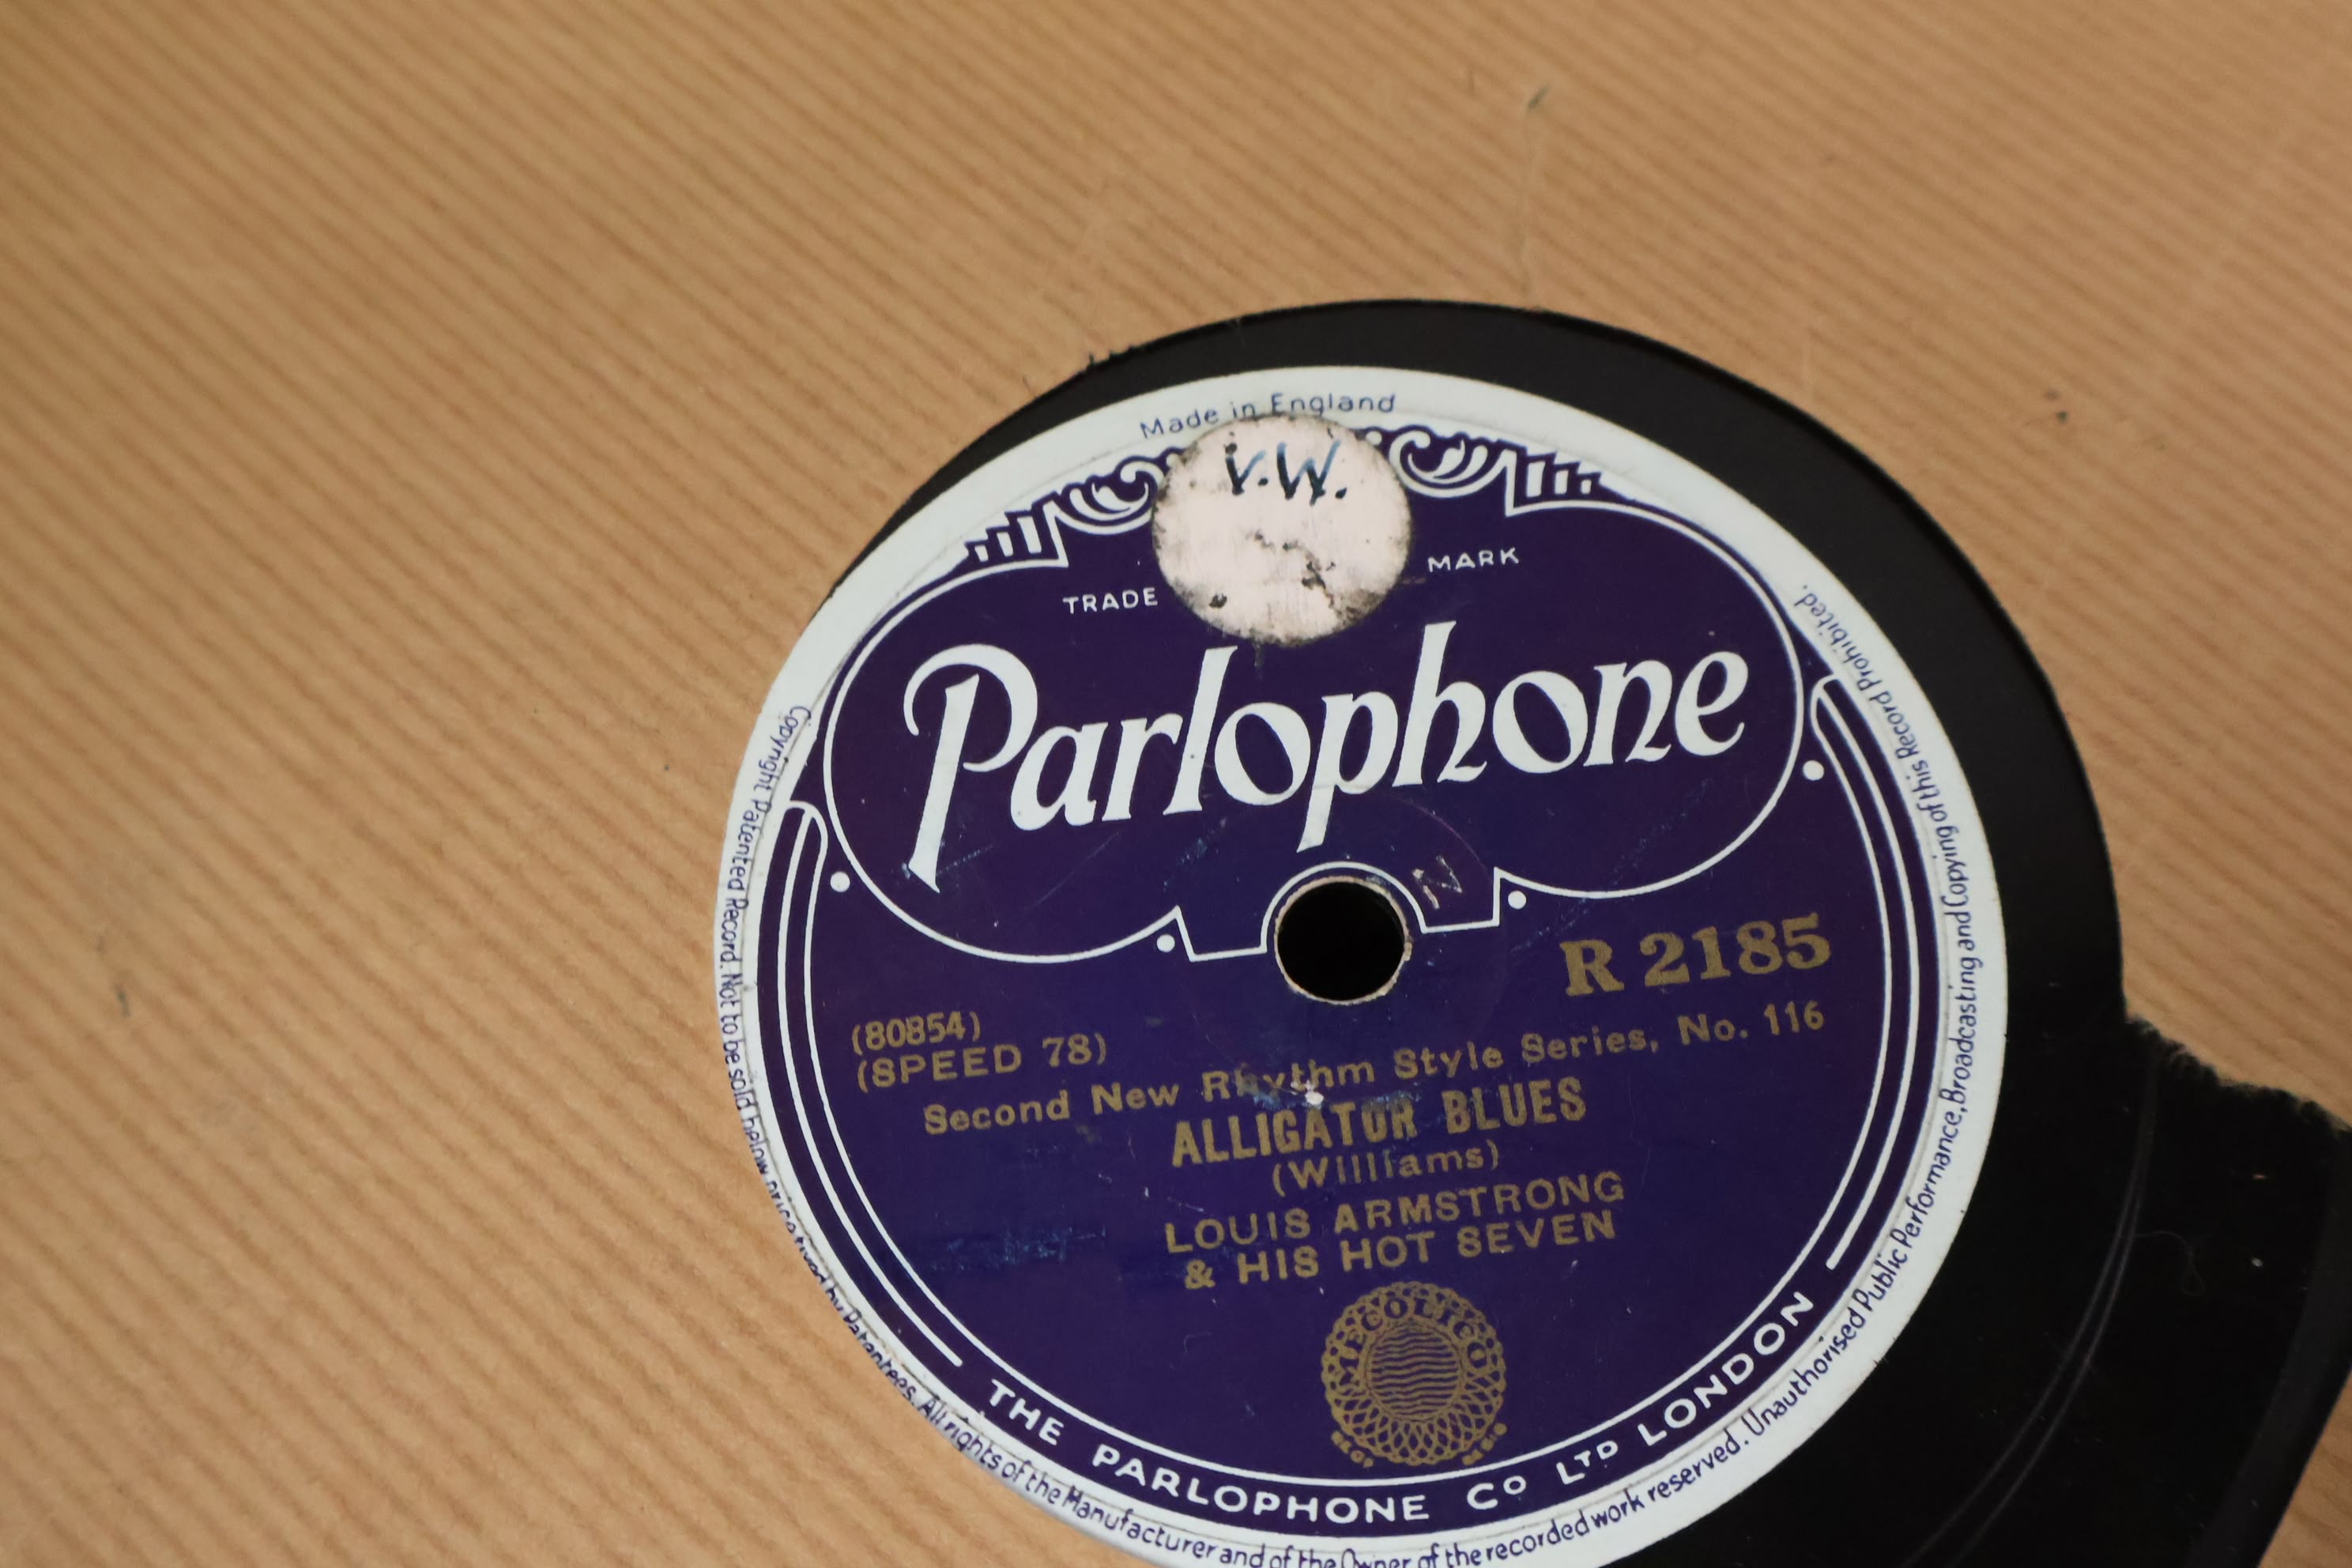 Made in England
V.W.
TRADE MARK
Parlophone
N
R 2185
(80854)
(SPEED 78)
Second New Rhythm Style Series, No. 116
ALLIGATOR BLUES
(Williams)
LOUIS ARMSTRONG
& HIS HOT SEVEN
THE PARLOPHONE Co LTD LONDON
Copyright Patented Record. Not to be sold below price fixed by Patentees. All rights of the Manufacturer and of the Owner of the recorded work reserved. Unauthorised Public Performance, Broadcasting and Copying of this Record Prohibited.